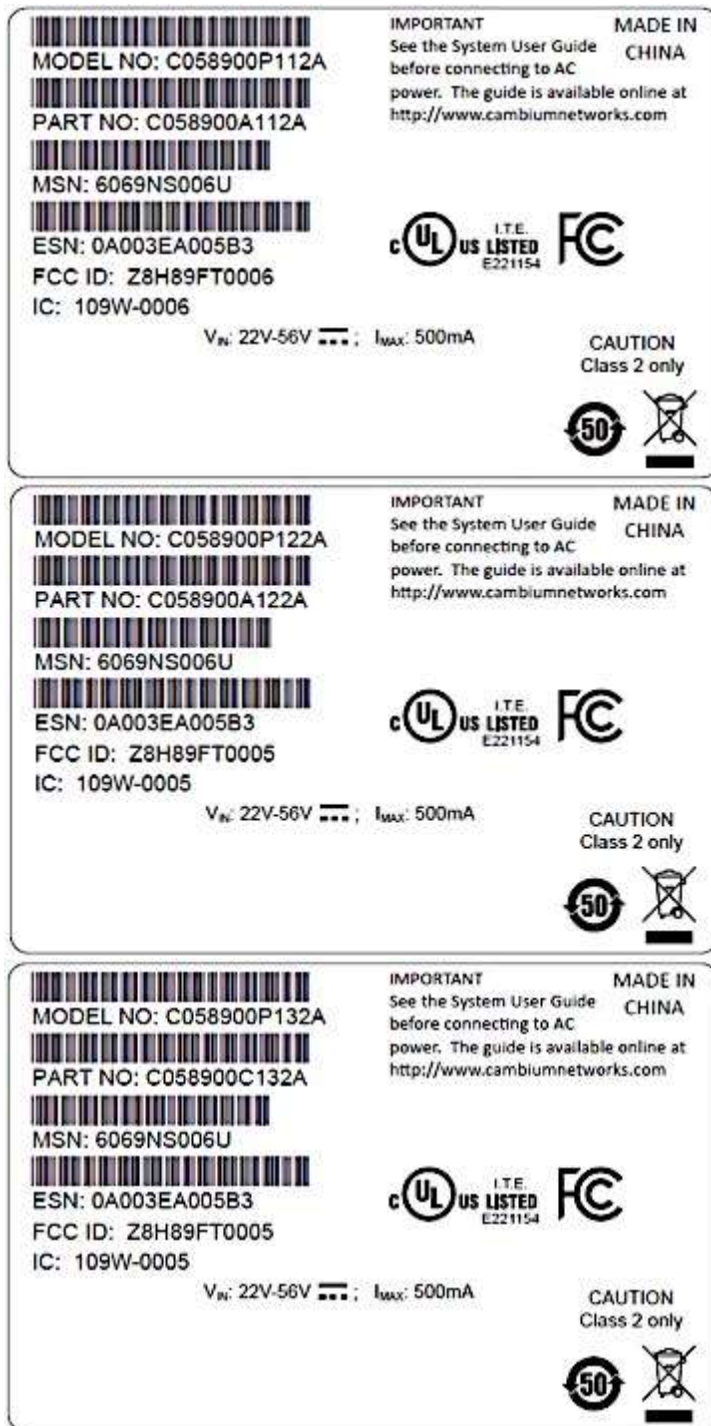 MODEL NO: C058900P112A
PART NO: C058900A112A
MSN: 6069NS006U
ESN: 0A003EA005B3
FCC ID: Z8H89FT0006
IC: 109W-0006
IMPORTANT
See the System User Guide
before connecting to AC
power. The guide is available online at
http://www.cambiumnetworks.com
MADE IN
CHINA
C UL US LISTED
I.T.E.
E221154
FC
VIN: 22V-56V ; IMAX: 500mA
CAUTION
Class 2 only
50
MODEL NO: C058900P122A
PART NO: C058900A122A
MSN: 6069NS006U
ESN: 0A003EA005B3
FCC ID: Z8H89FT0005
IC: 109W-0005
IMPORTANT
See the System User Guide
before connecting to AC
power. The guide is available online at
http://www.cambiumnetworks.com
MADE IN
CHINA
C UL US LISTED
I.T.E.
E221154
FC
VIN: 22V-56V ; IMAX: 500mA
CAUTION
Class 2 only
50
MODEL NO: C058900P132A
PART NO: C058900C132A
MSN: 6069NS006U
ESN: 0A003EA005B3
FCC ID: Z8H89FT0005
IC: 109W-0005
IMPORTANT
See the System User Guide
before connecting to AC
power. The guide is available online at
http://www.cambiumnetworks.com
MADE IN
CHINA
C UL US LISTED
I.T.E.
E221154
FC
VIN: 22V-56V ; IMAX: 500mA
CAUTION
Class 2 only
50